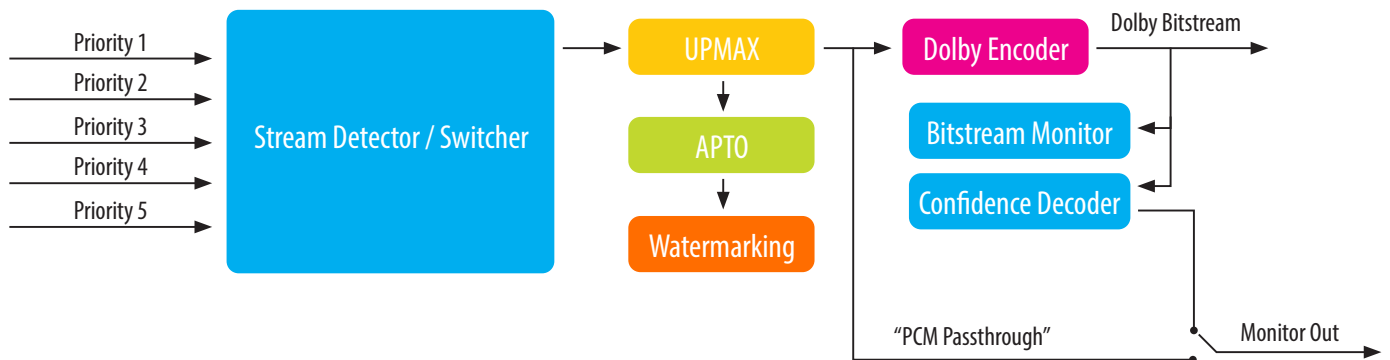 Priority 1
Priority 2
Priority 3
Priority 4
Priority 5
Stream Detector / Switcher
UPMAX
APTO
Watermarking
Dolby Encoder
Dolby Bitstream
Bitstream Monitor
Confidence Decoder
“PCM Passthrough”
Monitor Out